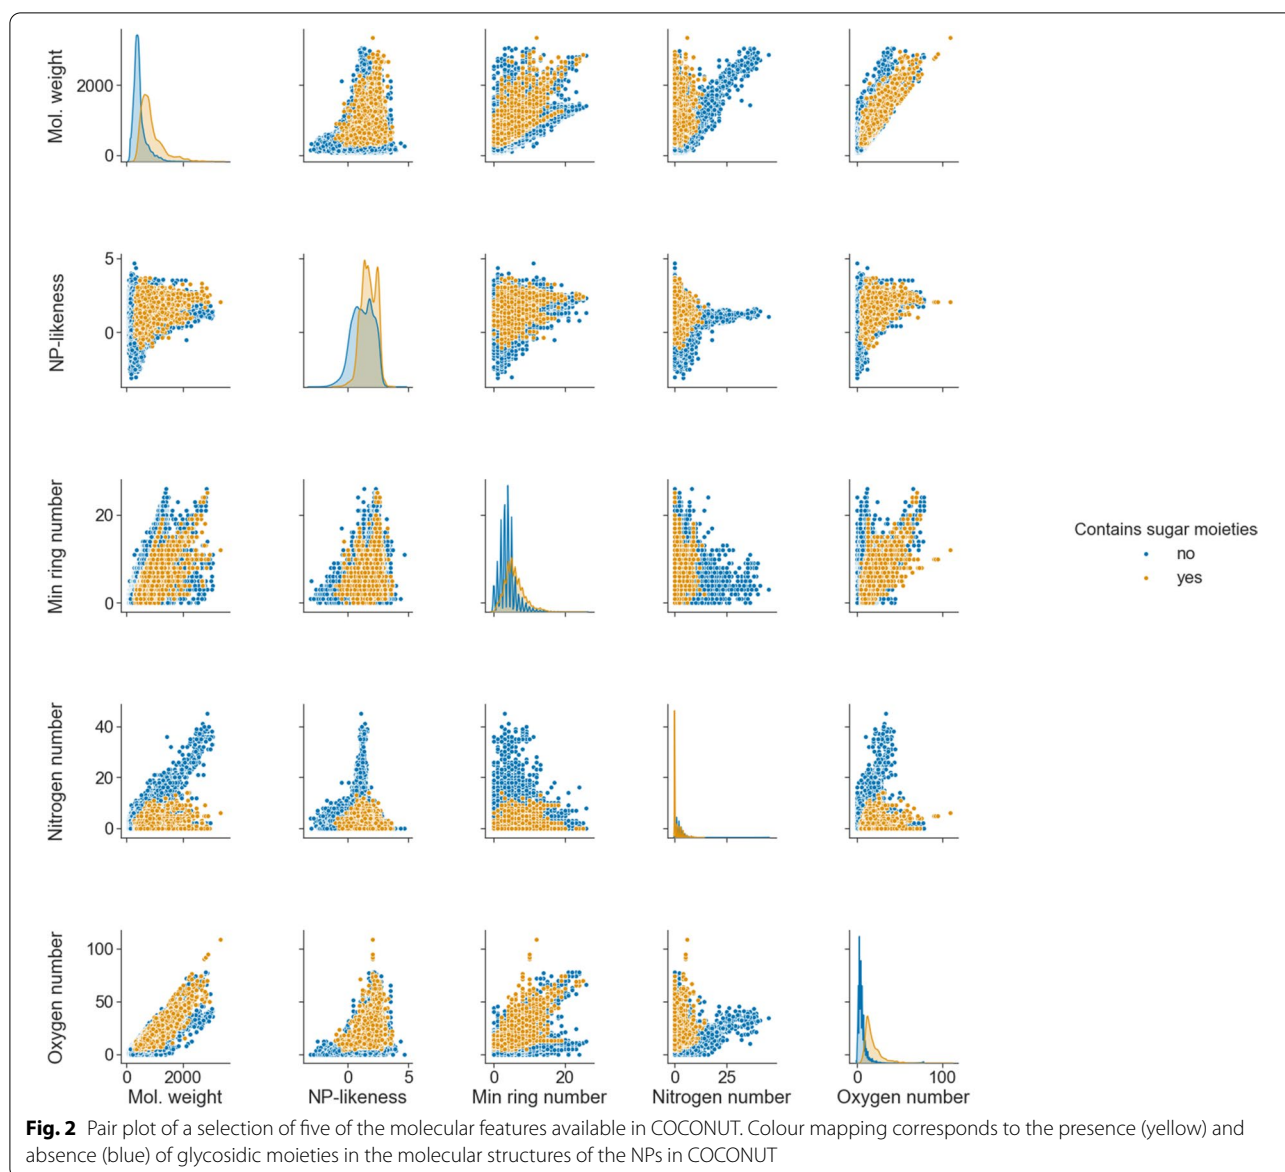 Mol. weight
2000
0
NP-likeness
5
0
Min ring number
20
0
Contains sugar moieties
no
yes
Nitrogen number
40
20
0
Oxygen number
100
50
0
0 2000 0 5 0 20 0 25 0 100
Mol. weight NP-likeness Min ring number Nitrogen number Oxygen number
Fig. 2 Pair plot of a selection of five of the molecular features available in COCONUT. Colour mapping corresponds to the presence (yellow) and
absence (blue) of glycosidic moieties in the molecular structures of the NPs in COCONUT